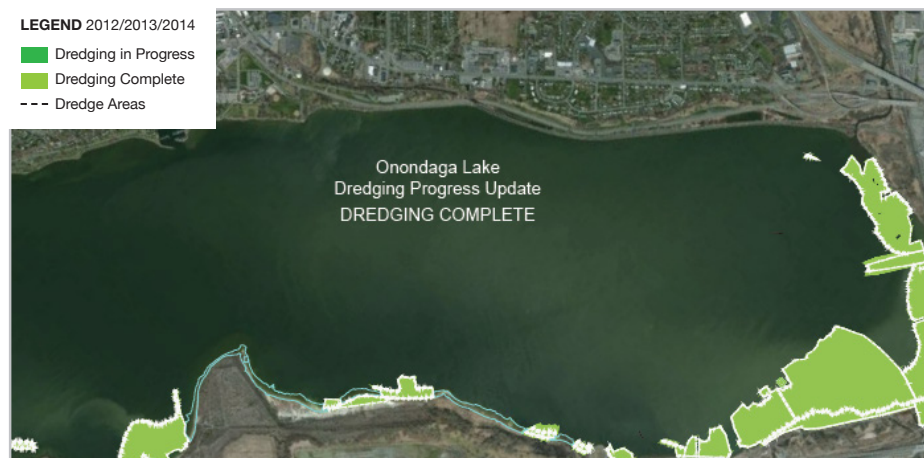 LEGEND 2012/2013/2014
Dredging in Progress
Dredging Complete
Dredge Areas
Onondaga Lake
Dredging Progress Update
DREDGING COMPLETE